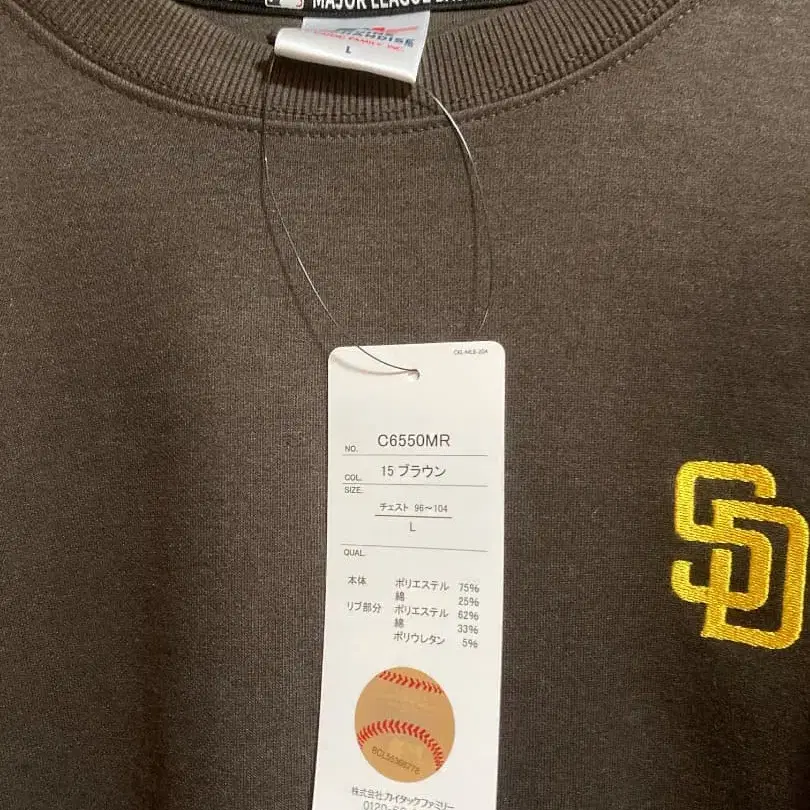 MAJOR LEAGUE BA
L
CKL-MLB-20A
NO. C6550MR
COL. 15 ブラウン
SIZE.
チェスト 96～104
L
QUAL.
本体 ポリエステル 75%
綿 25%
リブ部分 ポリエステル 62%
綿 33%
ポリウレタン 5%
SD
株式会社カイタックファミリー